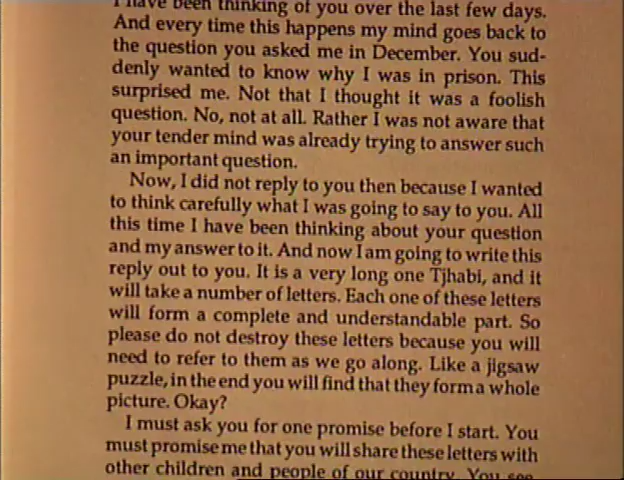 I have been thinking of you over the last few days.
And every time this happens my mind goes back to
the question you asked me in December. You sud-
denly wanted to know why I was in prison. This
surprised me. Not that I thought it was a foolish
question. No, not at all. Rather I was not aware that
your tender mind was already trying to answer such
an important question.
Now, I did not reply to you then because I wanted
to think carefully what I was going to say to you. All
this time I have been thinking about your question
and my answer to it. And now I am going to write this
reply out to you. It is a very long one Tjhabi, and it
will take a number of letters. Each one of these letters
will form a complete and understandable part. So
please do not destroy these letters because you will
need to refer to them as we go along. Like a jigsaw
puzzle, in the end you will find that they form a whole
picture. Okay?
I must ask you for one promise before I start. You
must promise me that you will share these letters with
other children and people of our country. You see